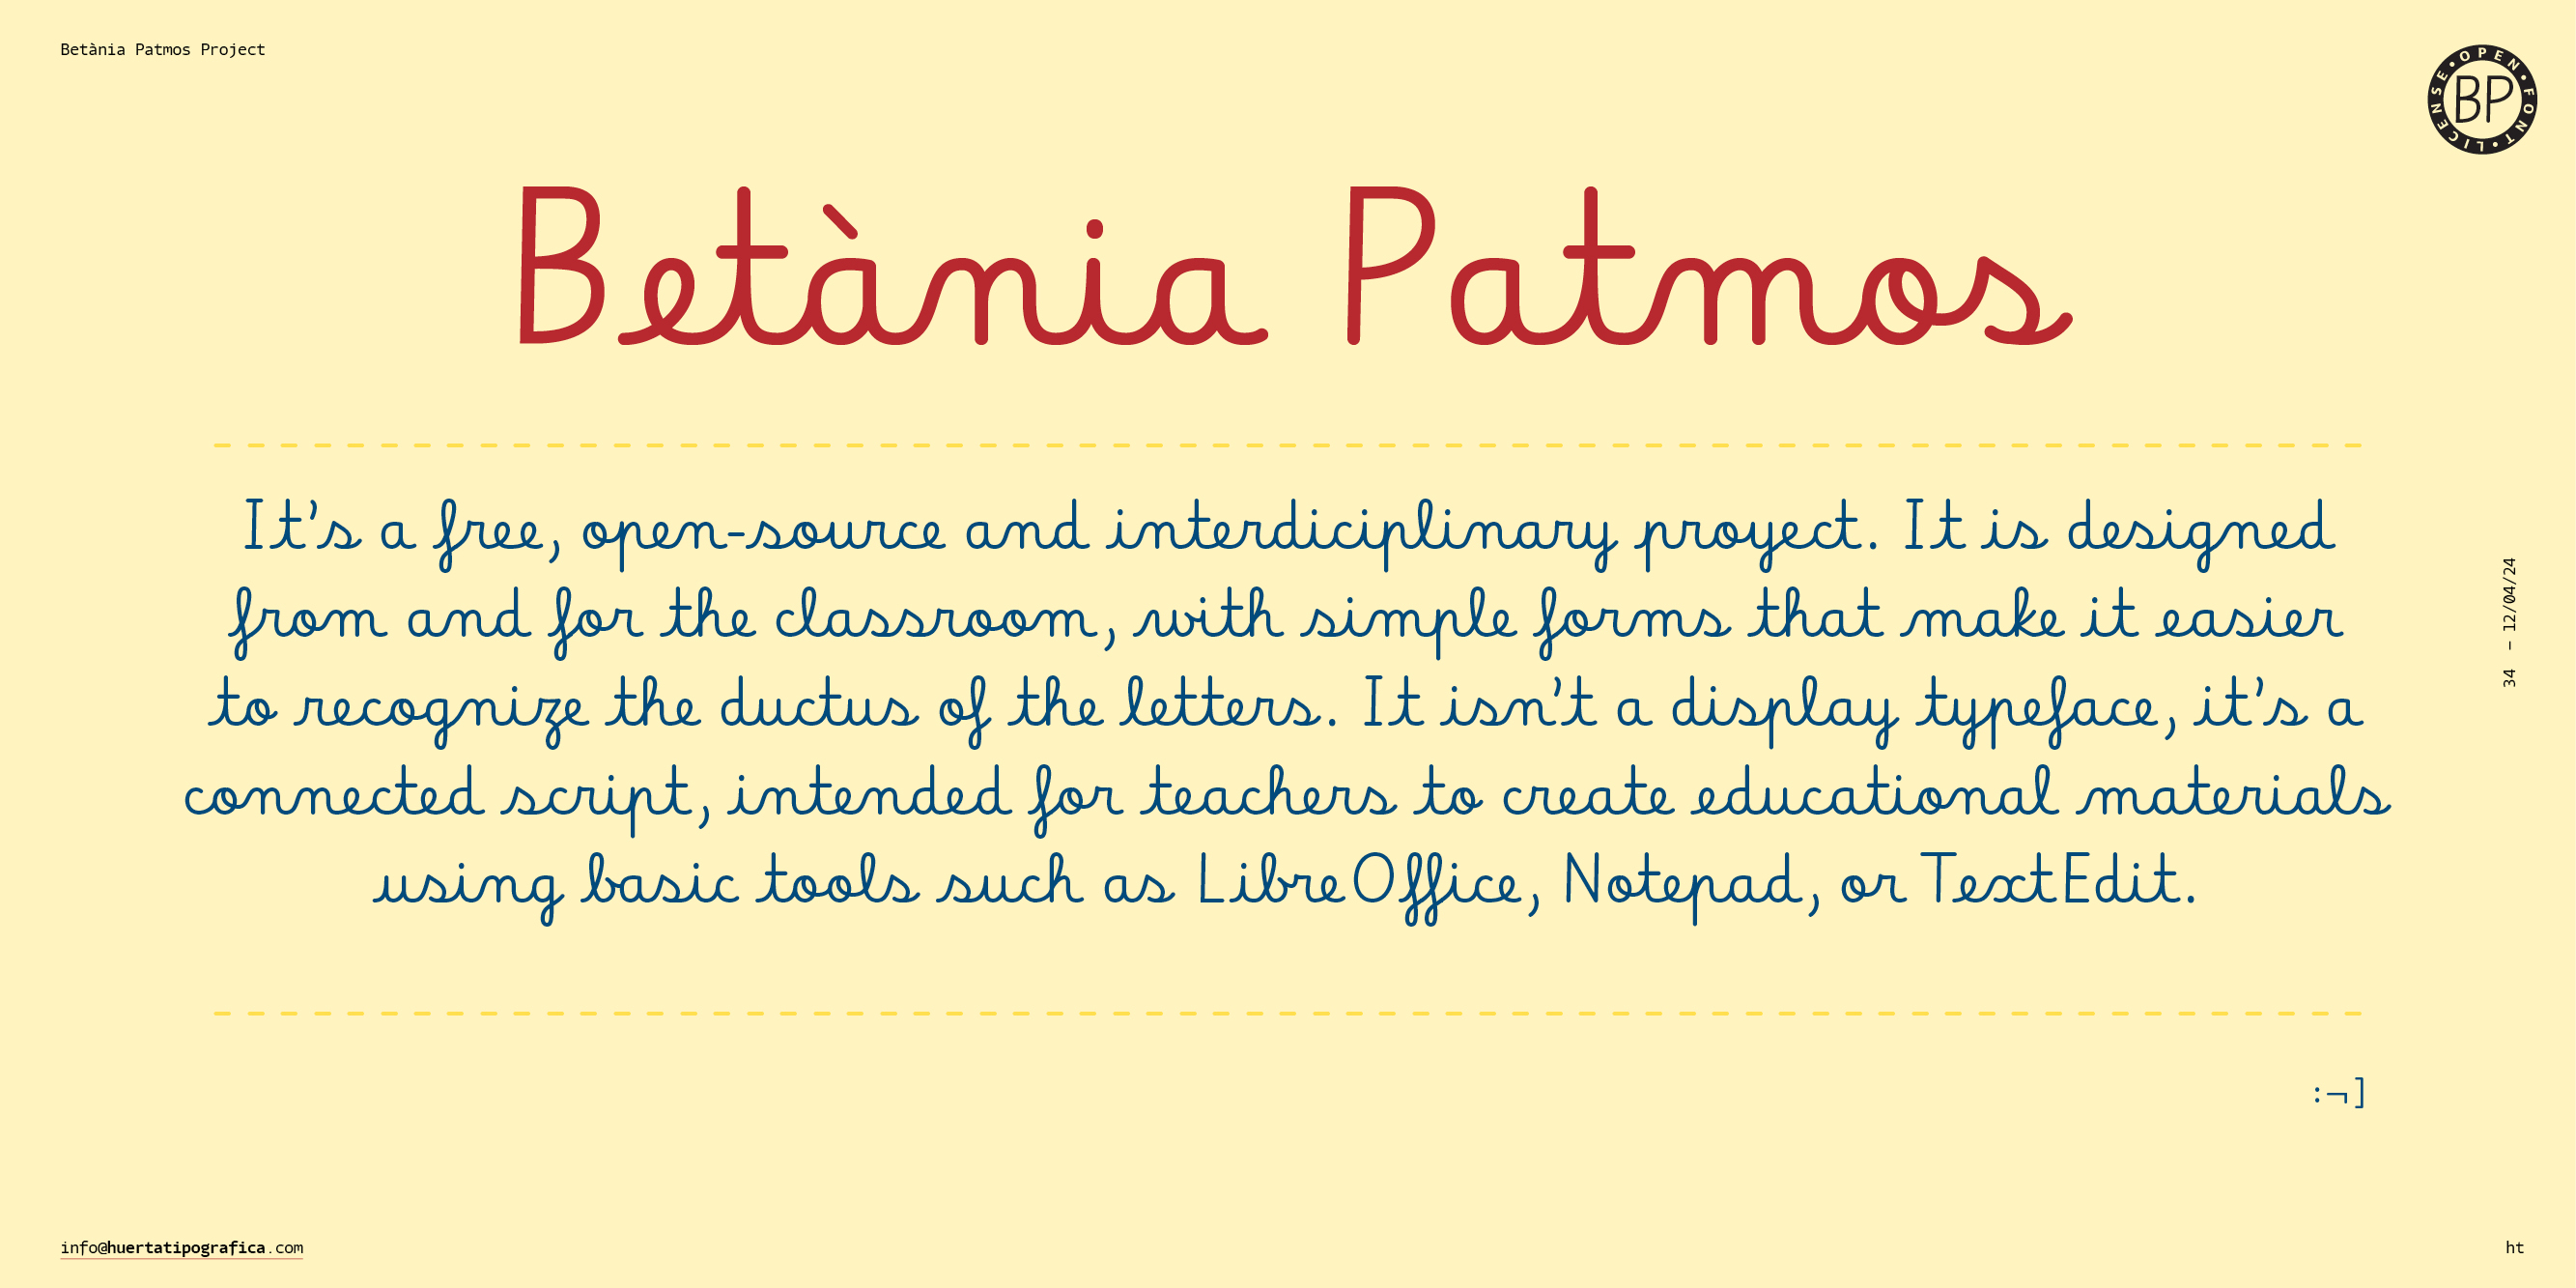 Betània Patmos Project
OPEN • FONT • LICENSE •
BP
Betània Patmos
It's a free, open-source and interdiciplinary proyect. It is designed
from and for the classroom, with simple forms that make it easier
to recognize the ductus of the letters. It isn't a display typeface, it's a
connected script, intended for teachers to create educational materials
using basic tools such as LibreOffice, Notepad, or TextEdit.
34 – 12/04/24
:¬]
info@huertatipografica.com
ht